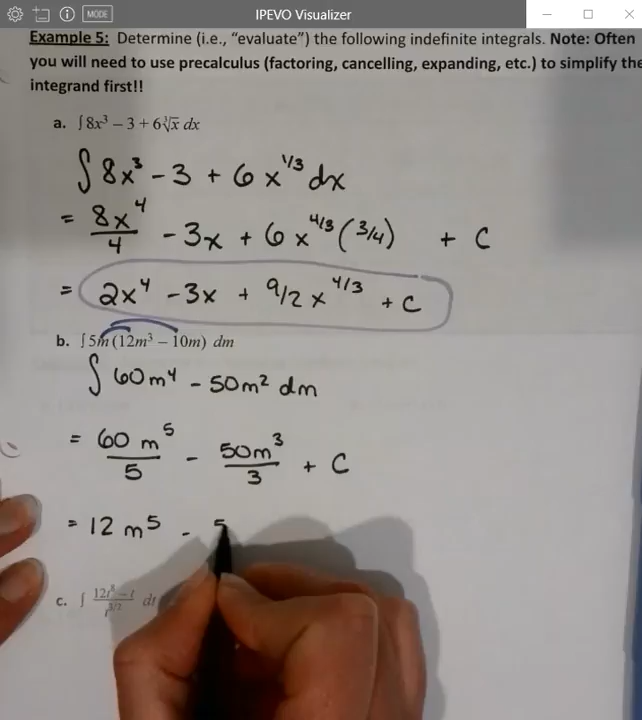 MODE
IPEVO Visualizer
Example 5: Determine (i.e., “evaluate”) the following indefinite integrals. Note: Often
you will need to use precalculus (factoring, cancelling, expanding, etc.) to simplify the
integrand first!!
a. ∫ 8x³ – 3 + 6∛x dx
∫ 8x³ - 3 + 6 x^1/3 dx
= 8x⁴/4 - 3x + 6 x^4/3 (3/4) + C
= 2x⁴ - 3x + 9/2 x^4/3 + C
b. ∫ 5m (12m³ – 10m) dm
∫ 60m⁴ - 50m² dm
= 60 m⁵/5 - 50m³/3 + C
= 12 m⁵ - 5
c. ∫